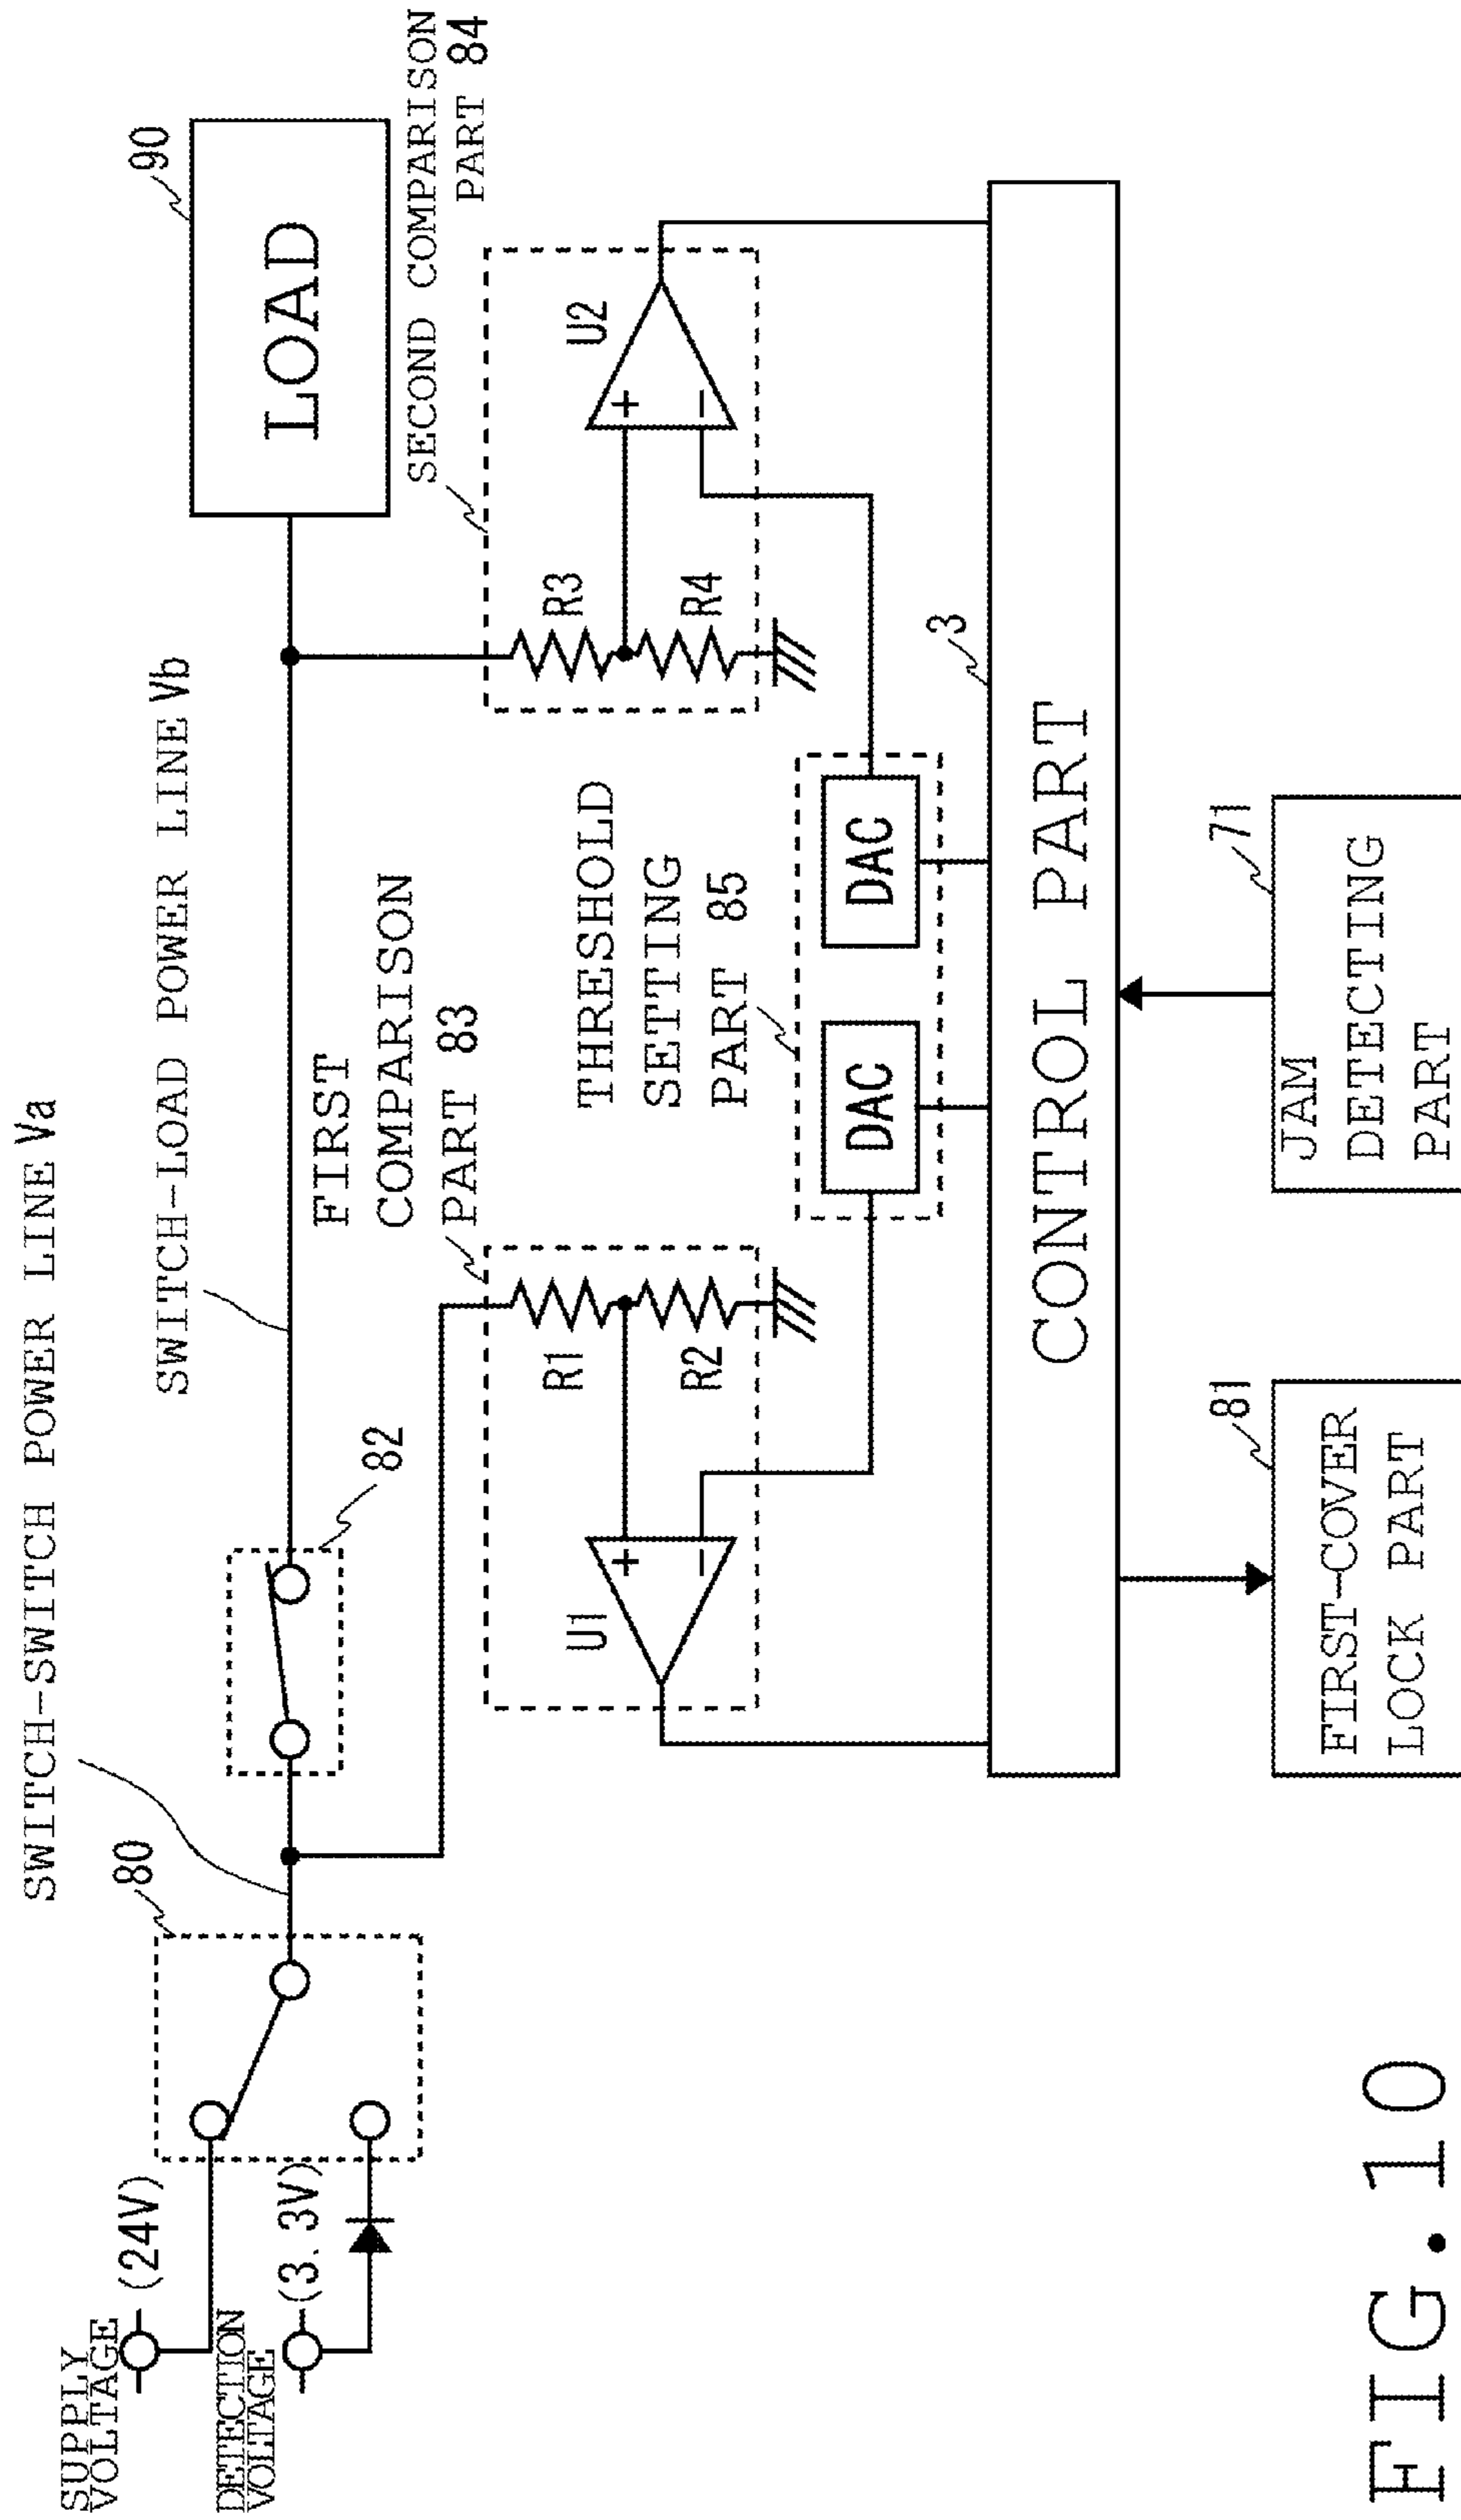 SWITCH-SWITCH POWER LINE Va
SWITCH-LOAD POWER LINE Vb
SUPPLY
VOLTAGE
(24V)
DETECTION
VOLTAGE
(3.3V)
80
82
90
LOAD
FIRST
COMPARISON
PART 83
SECOND COMPARISON
PART 84
R1
R2
U1
+
−
R3
R4
U2
+
−
THRESHOLD
SETTING
PART 85
DAC
DAC
3
CONTROL PART
81
FIRST-COVER
LOCK PART
71
JAM
DETECTING
PART
FIG.10